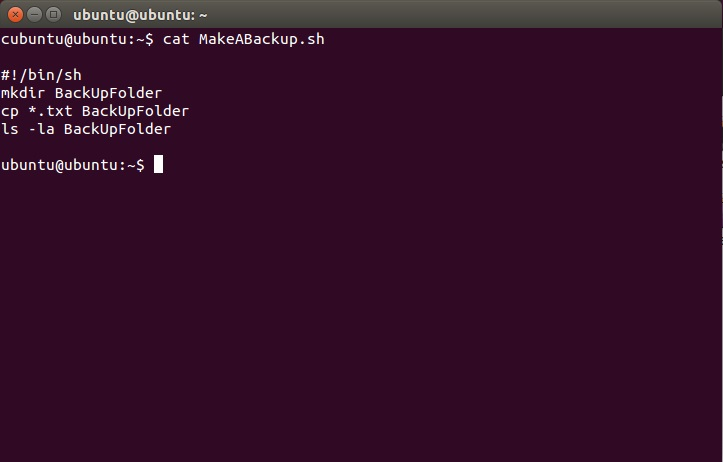 ubuntu@ubuntu: ~
cubuntu@ubuntu:~$ cat MakeABackup.sh
#!/bin/sh
mkdir BackUpFolder
cp *.txt BackUpFolder
ls -la BackUpFolder
ubuntu@ubuntu:~$